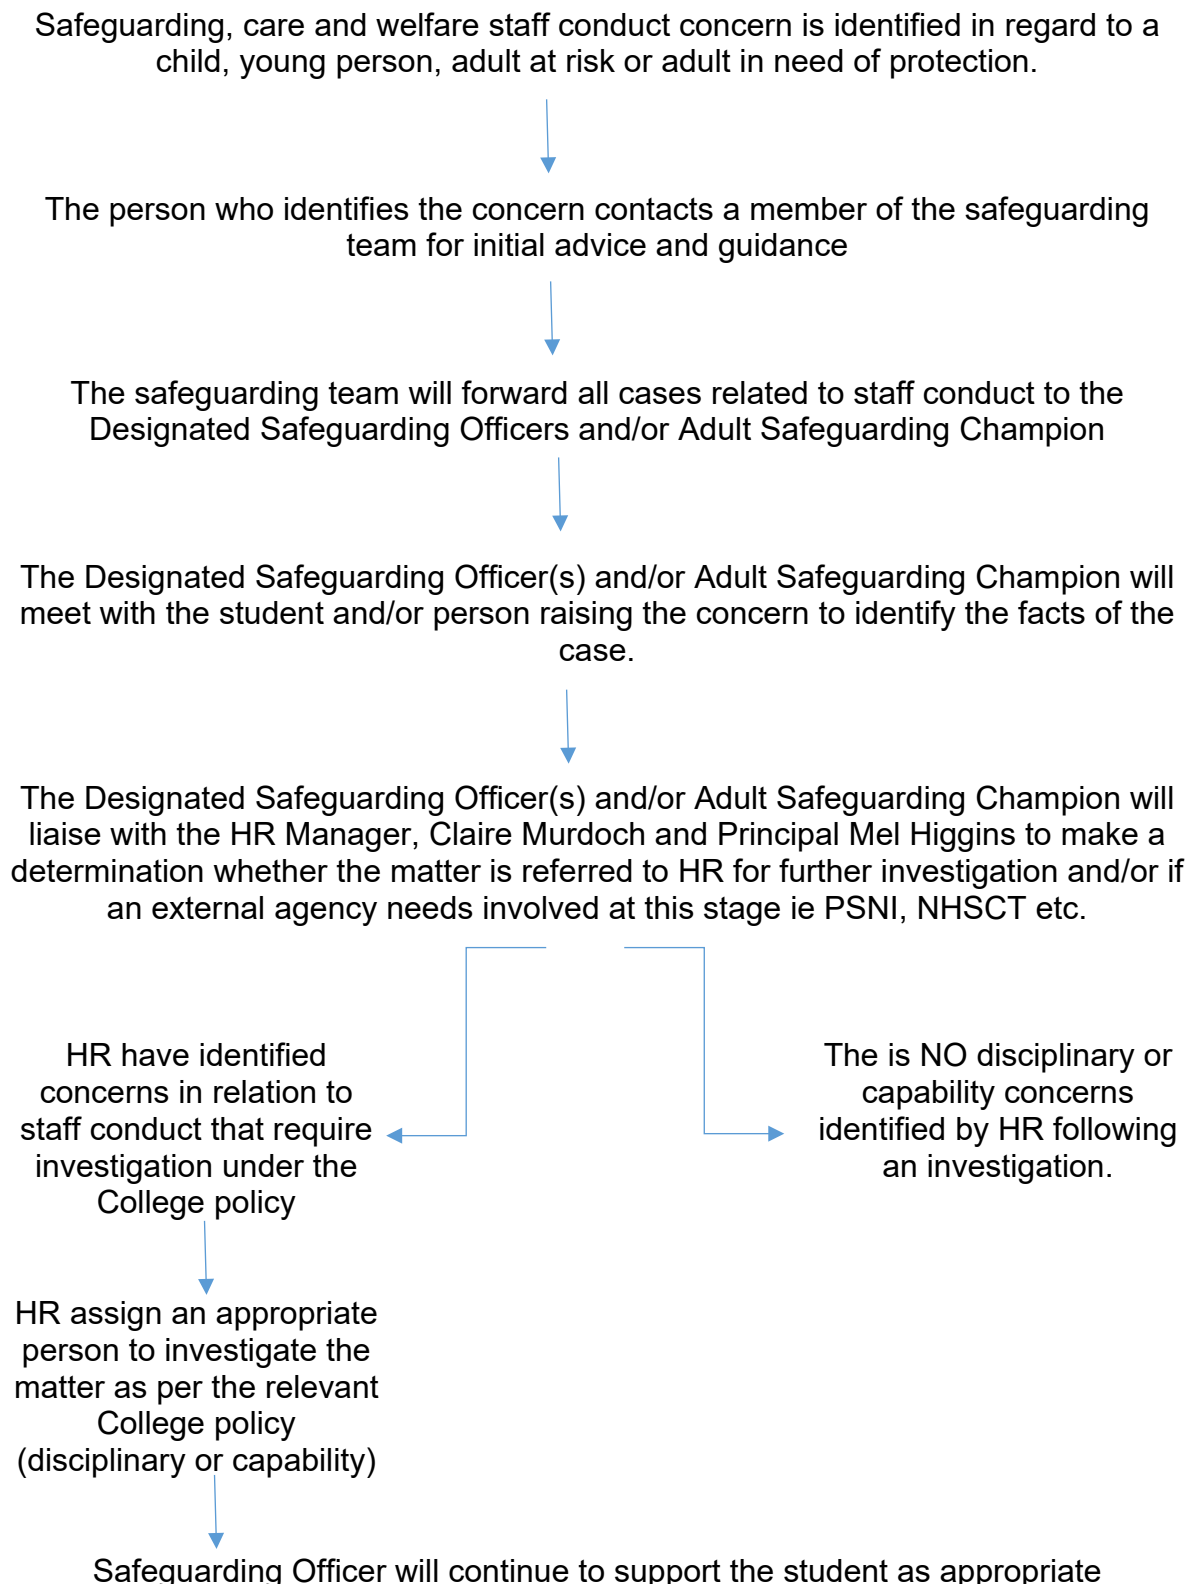 Safeguarding, care and welfare staff conduct concern is identified in regard to a
child, young person, adult at risk or adult in need of protection.
The person who identifies the concern contacts a member of the safeguarding
team for initial advice and guidance
The safeguarding team will forward all cases related to staff conduct to the
Designated Safeguarding Officers and/or Adult Safeguarding Champion
The Designated Safeguarding Officer(s) and/or Adult Safeguarding Champion will
meet with the student and/or person raising the concern to identify the facts of the
case.
The Designated Safeguarding Officer(s) and/or Adult Safeguarding Champion will
liaise with the HR Manager, Claire Murdoch and Principal Mel Higgins to make a
determination whether the matter is referred to HR for further investigation and/or if
an external agency needs involved at this stage ie PSNI, NHSCT etc.
HR have identified
concerns in relation to
staff conduct that require
investigation under the
College policy
The is NO disciplinary or
capability concerns
identified by HR following
an investigation.
HR assign an appropriate
person to investigate the
matter as per the relevant
College policy
(disciplinary or capability)
Safeguarding Officer will continue to support the student as appropriate